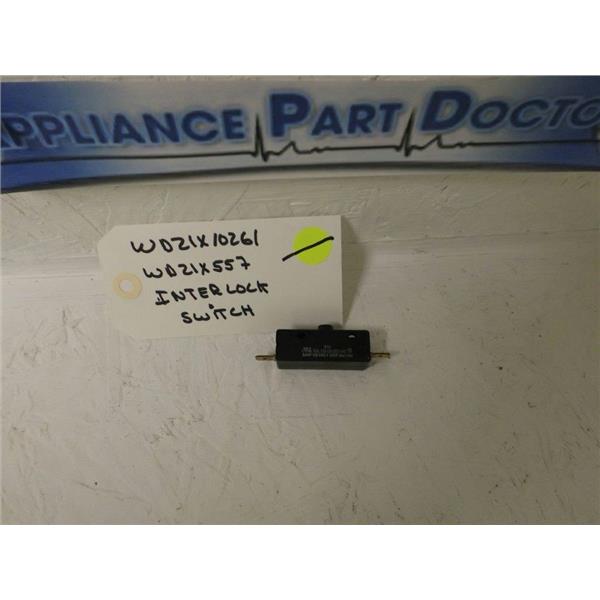 APPLIANCE PART DOCTO
WD21X10261
WD21X557
INTERLOCK
SWITCH